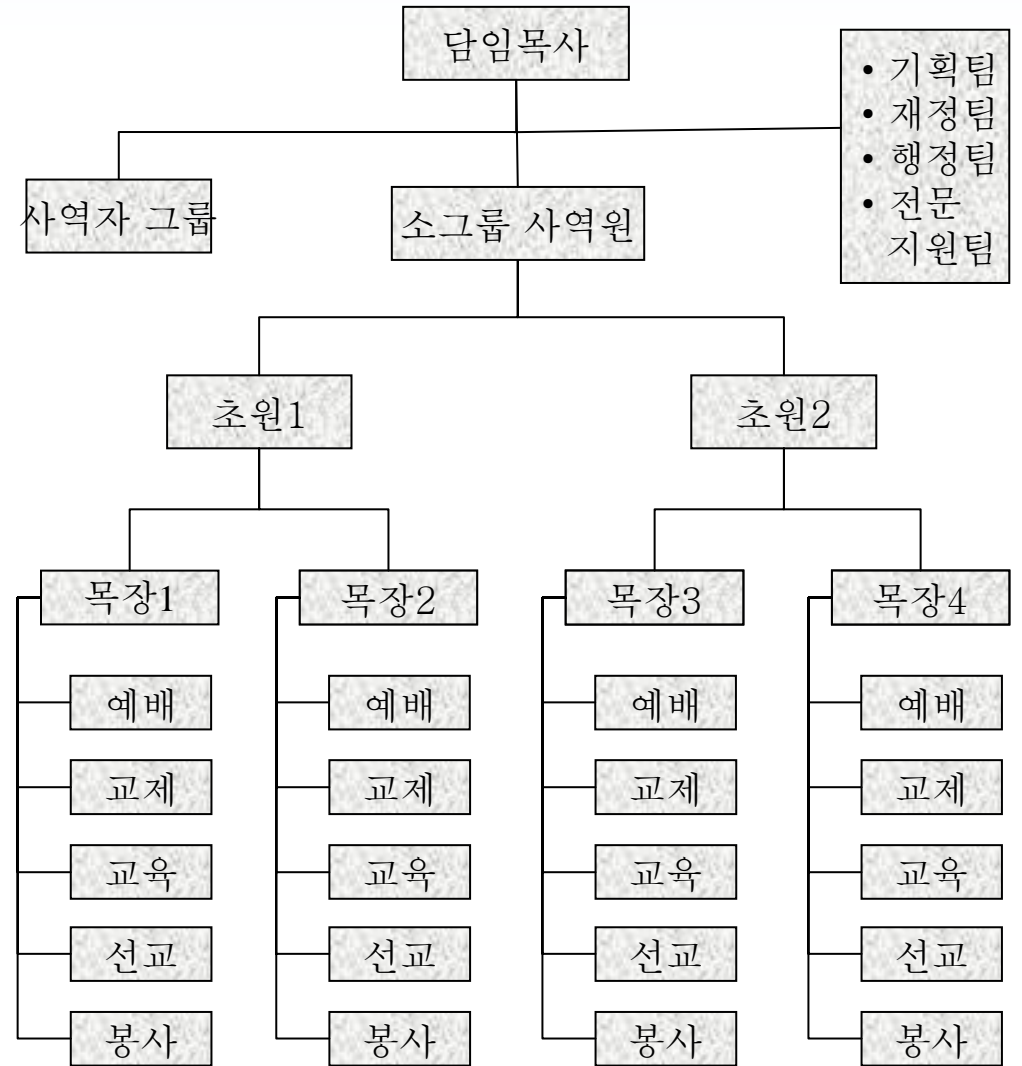 담임목사
• 기획팀
• 재정팀
• 행정팀
• 전문
지원팀
사역자 그룹
소그룹 사역원
초원1
초원2
목장1
목장2
목장3
목장4
예배
예배
예배
예배
교제
교제
교제
교제
교육
교육
교육
교육
선교
선교
선교
선교
봉사
봉사
봉사
봉사